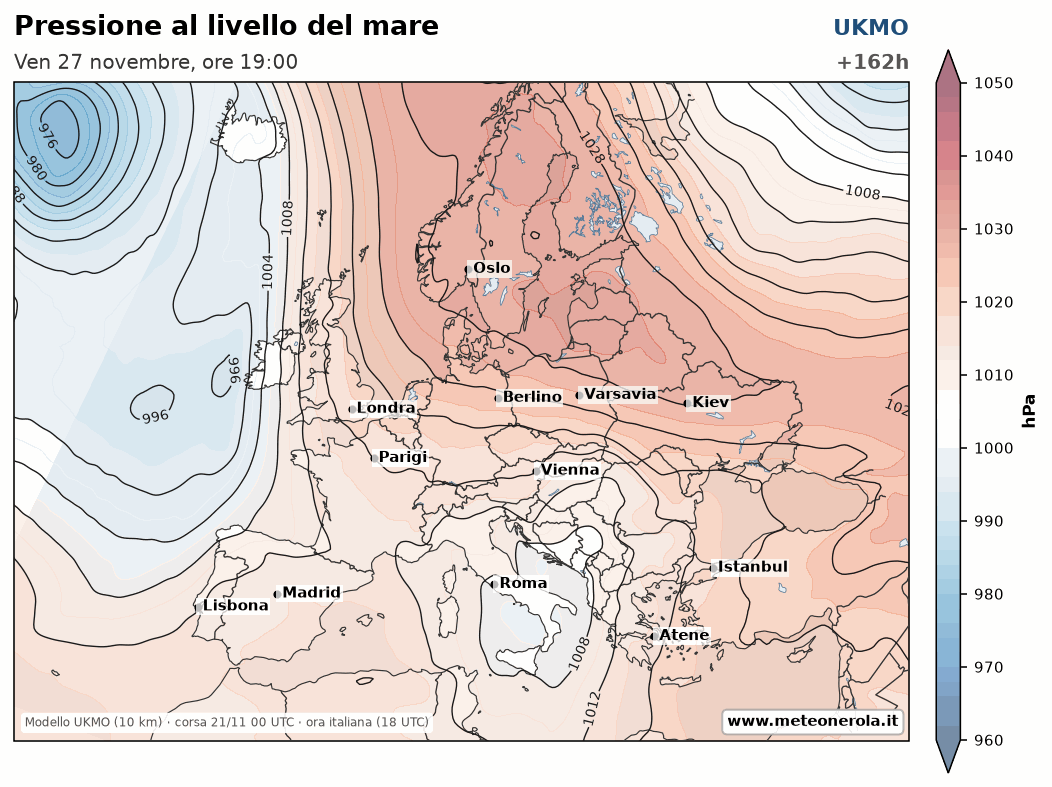 Pressione al livello del mare
UKMO
Ven 27 novembre, ore 19:00
+162h
976
980
1028
1008
1008
1004
996
996
Oslo
Londra
Berlino
Varsavia
Kiev
Parigi
Vienna
Roma
Istanbul
Madrid
Lisbona
Atene
1008
1012
1050
1040
1030
1020
1010
1000
990
980
970
960
hPa
Modello UKMO (10 km) · corsa 21/11 00 UTC · ora italiana (18 UTC)
www.meteonerola.it